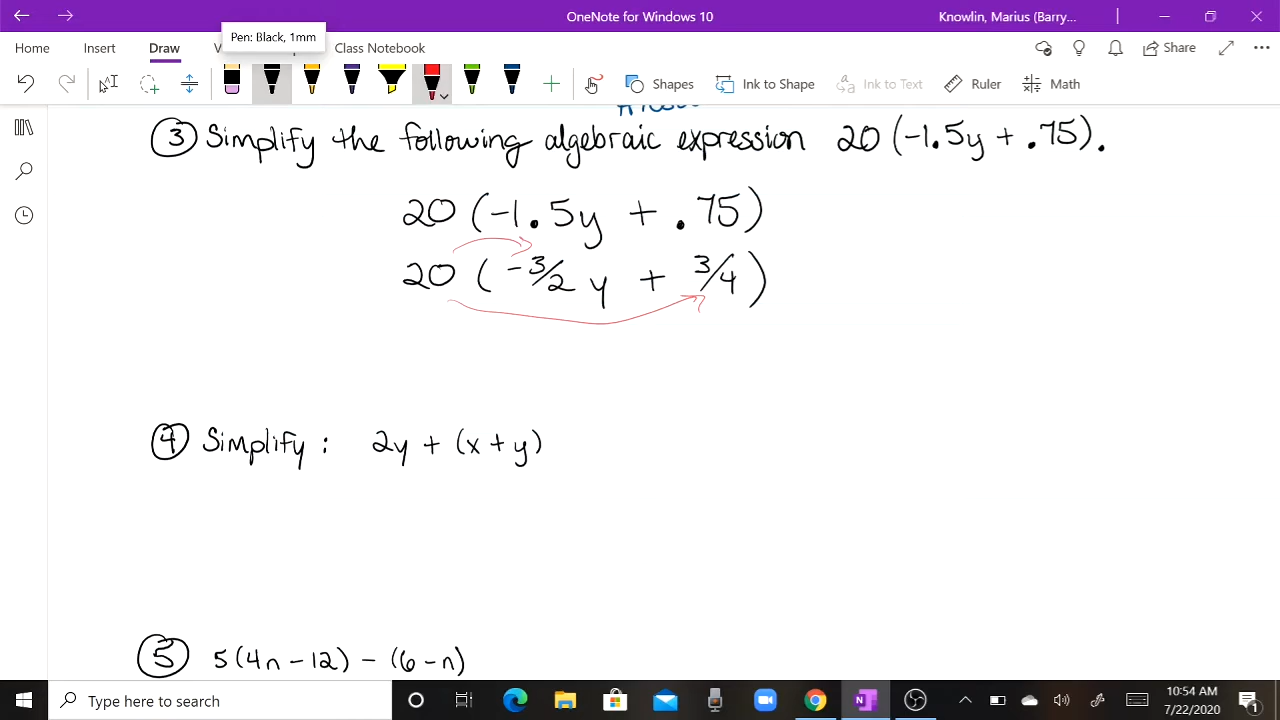 OneNote for Windows 10
Knowlin, Marius (Barry...
Pen: Black, 1mm
Home Insert Draw Class Notebook
Share
Shapes Ink to Shape Ink to Text Ruler Math
③ Simplify the following algebraic expression 20(-1.5y + .75).
20(-1.5y + .75)
20(-3/2 y + 3/4)
④ Simplify: 2y + (x + y)
⑤ 5(4n - 12) - (6 - n)
Type here to search
10:54 AM
7/22/2020
1